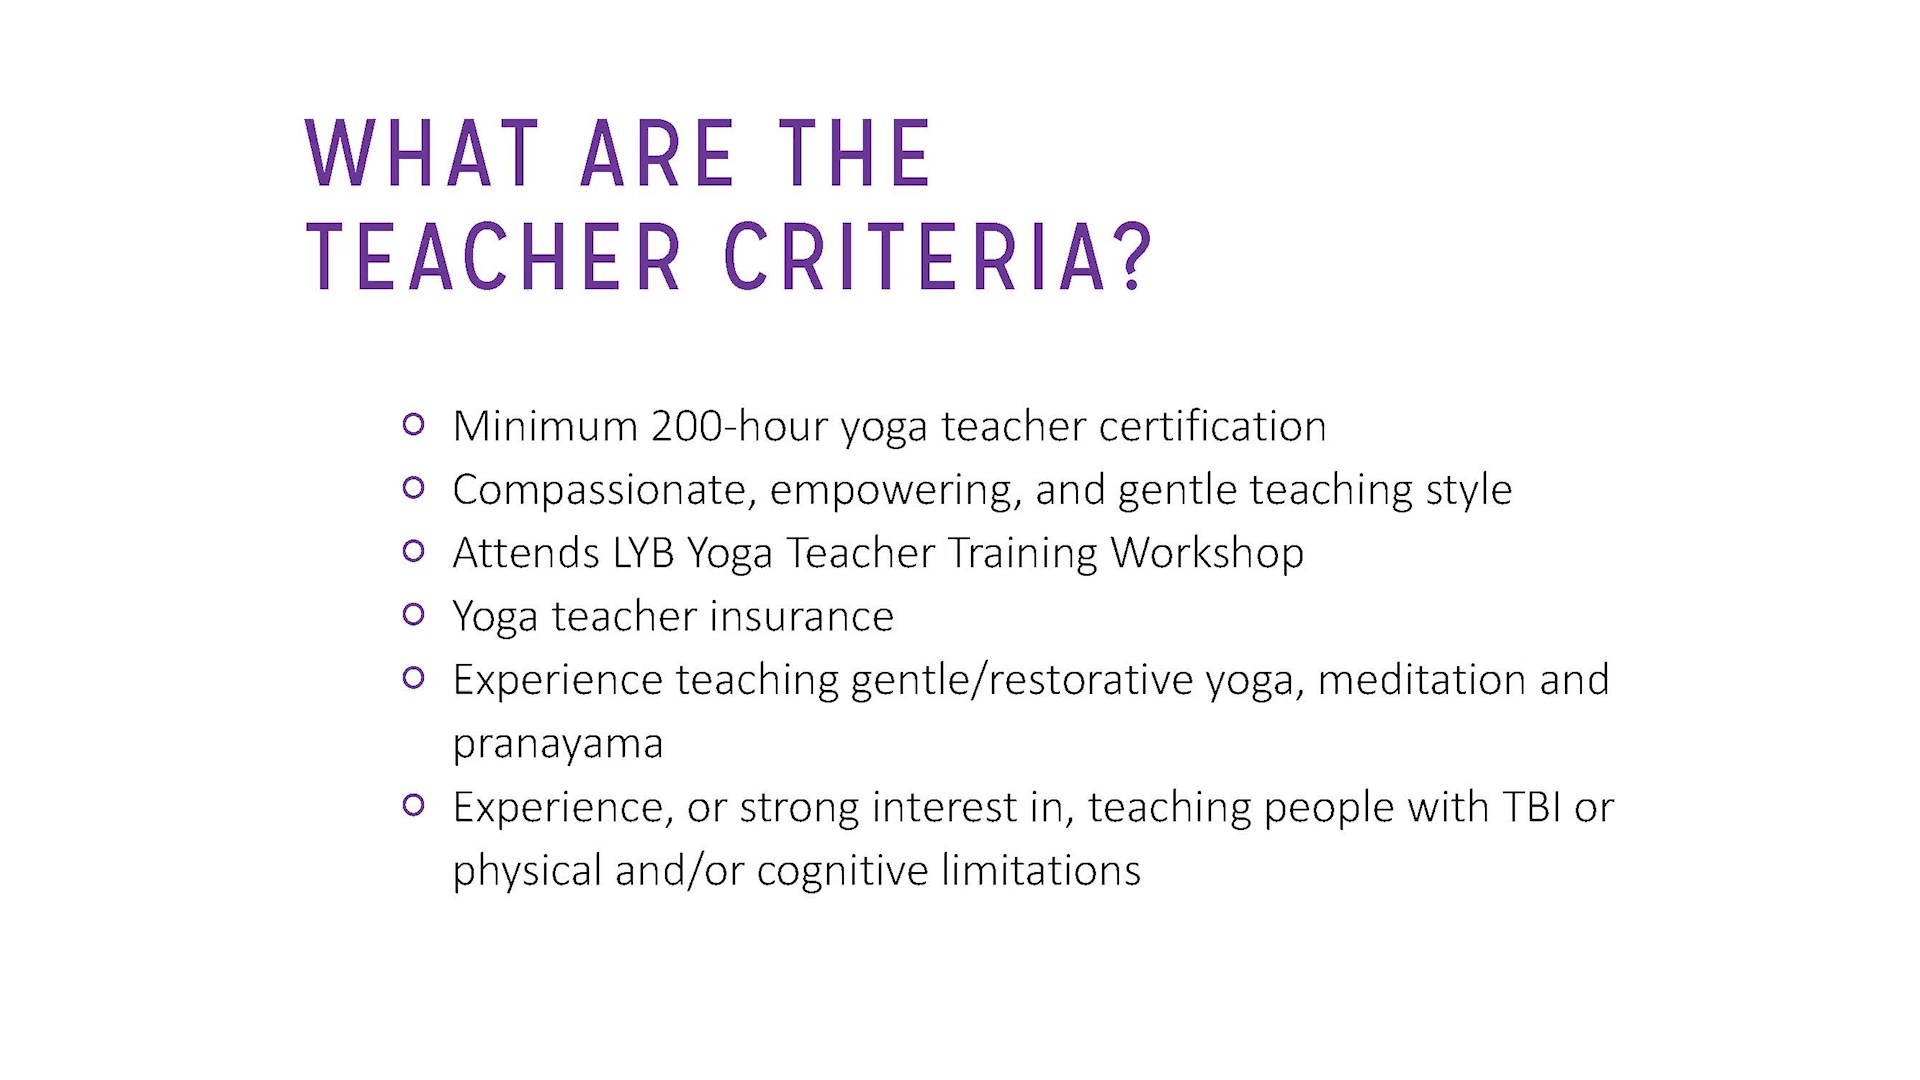 WHAT ARE THE
TEACHER CRITERIA?
○ Minimum 200-hour yoga teacher certification
○ Compassionate, empowering, and gentle teaching style
○ Attends LYB Yoga Teacher Training Workshop
○ Yoga teacher insurance
○ Experience teaching gentle/restorative yoga, meditation and
pranayama
○ Experience, or strong interest in, teaching people with TBI or
physical and/or cognitive limitations